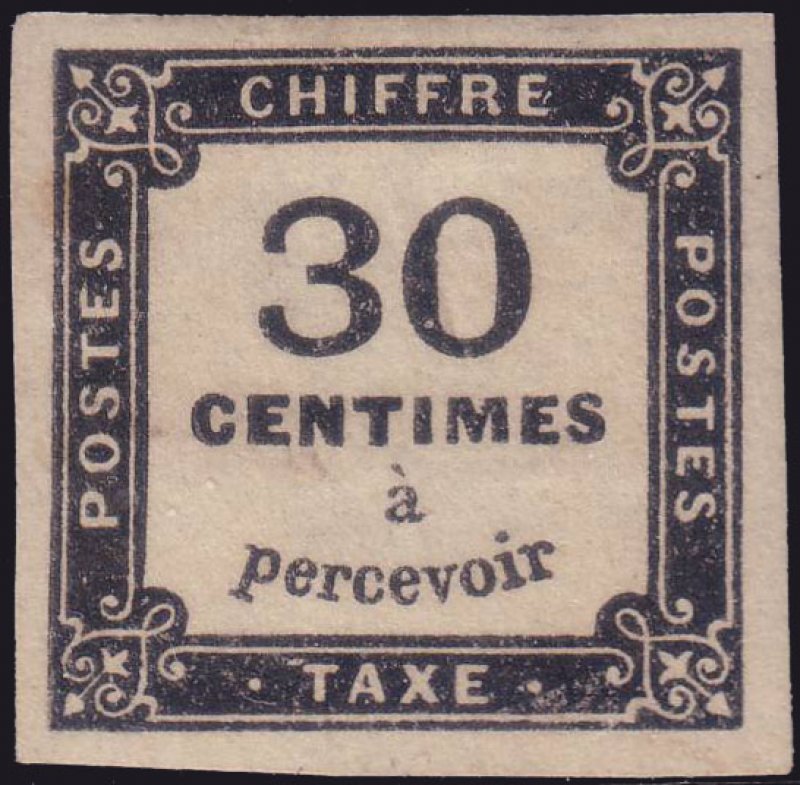 CHIFFRE
POSTES
30
CENTIMES
à
percevoir
POSTES
· TAXE ·